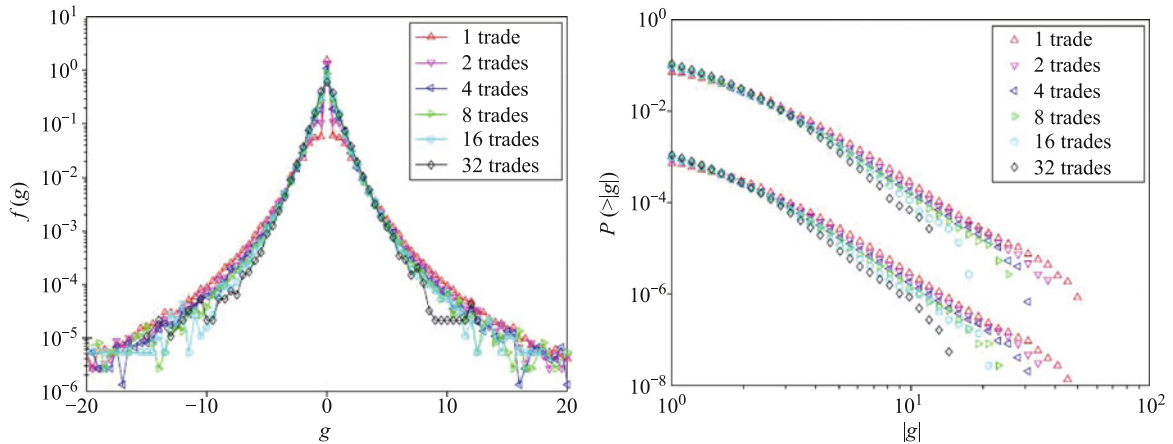 10^1
10^0
10^-1
10^-2
10^-3
10^-4
10^-5
10^-6
f (g)
−20
−10
0
10
20
g
1 trade
2 trades
4 trades
8 trades
16 trades
32 trades
10^0
10^-2
10^-4
10^-6
10^-8
P (>|g|)
10^0
10^1
10^2
|g|
1 trade
2 trades
4 trades
8 trades
16 trades
32 trades